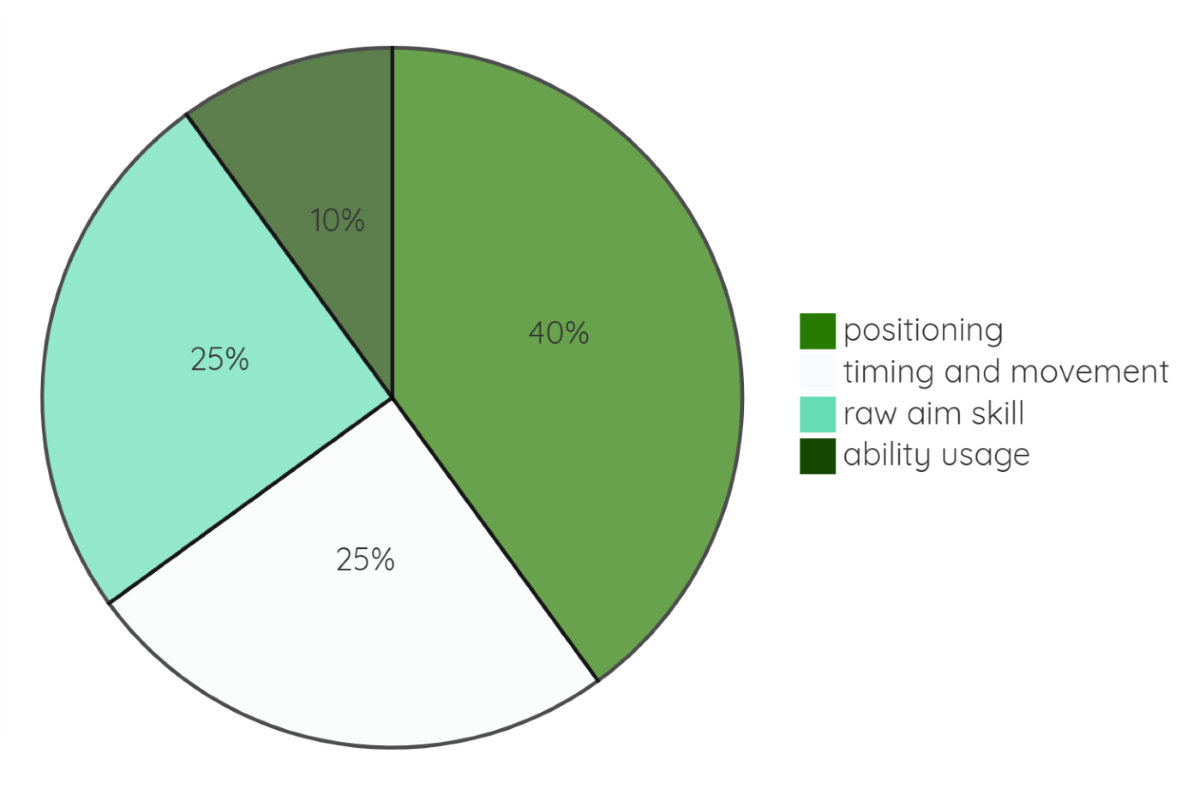 10%
40%
25%
25%
positioning
timing and movement
raw aim skill
ability usage